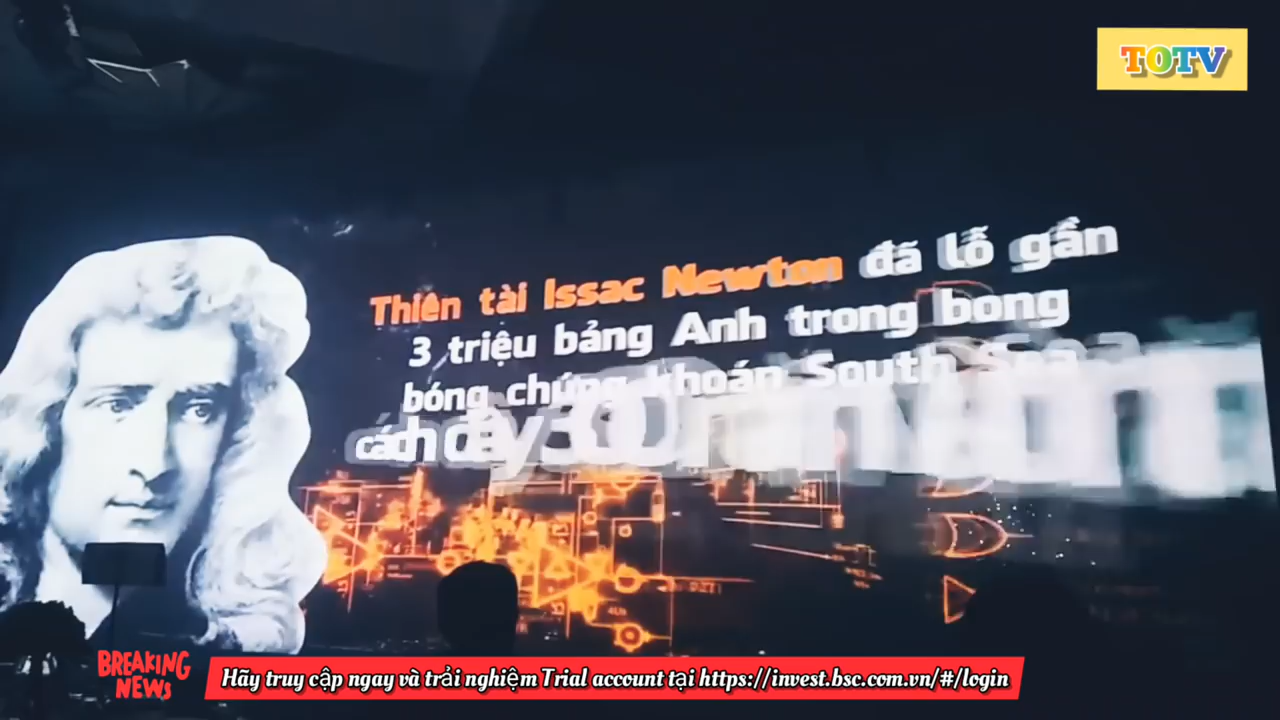 TOTV
Thiên tài Issac Newton đã lỗ gần
3 triệu bảng Anh trong bong
bóng chứng khoán South Sea
cách đây 30
BREAKING
NEWS
Hãy truy cập ngay và trải nghiệm Trial account tại https://invest.bsc.com.vn/#/login